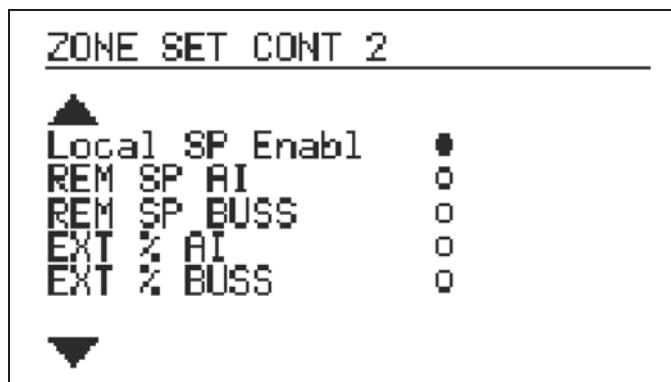 ZONE SET CONT 2
Local SP Enabl
REM SP AI
REM SP BUSS
EXT % AI
EXT % BUSS